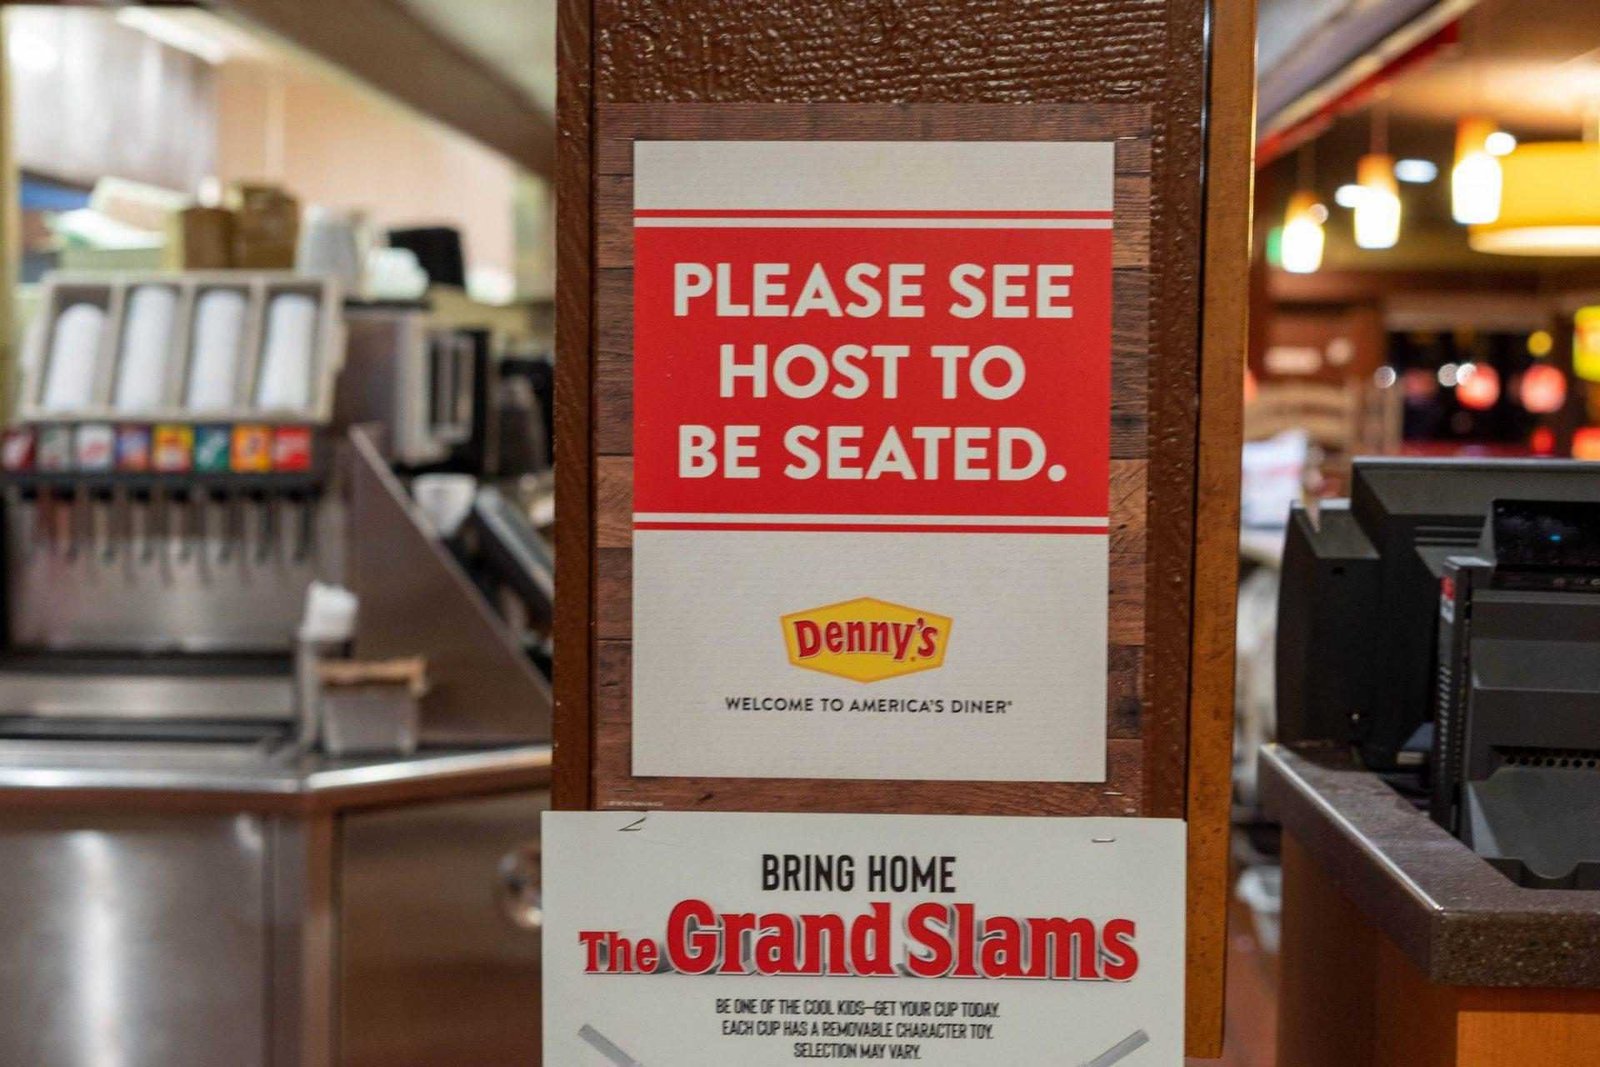 PLEASE SEE
HOST TO
BE SEATED.
Denny's
WELCOME TO AMERICA'S DINER®
BRING HOME
The Grand Slams
BE ONE OF THE COOL KIDS—GET YOUR CUP TODAY.
EACH CUP HAS A REMOVABLE CHARACTER TOY.
SELECTION MAY VARY.